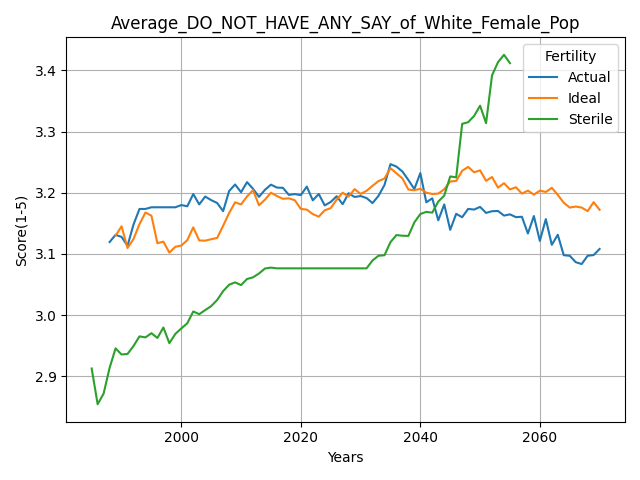 Average_DO_NOT_HAVE_ANY_SAY_of_White_Female_Pop
Fertility
Actual
Ideal
Sterile
Score(1-5)
3.4
3.3
3.2
3.1
3.0
2.9
2000 2020 2040 2060
Years